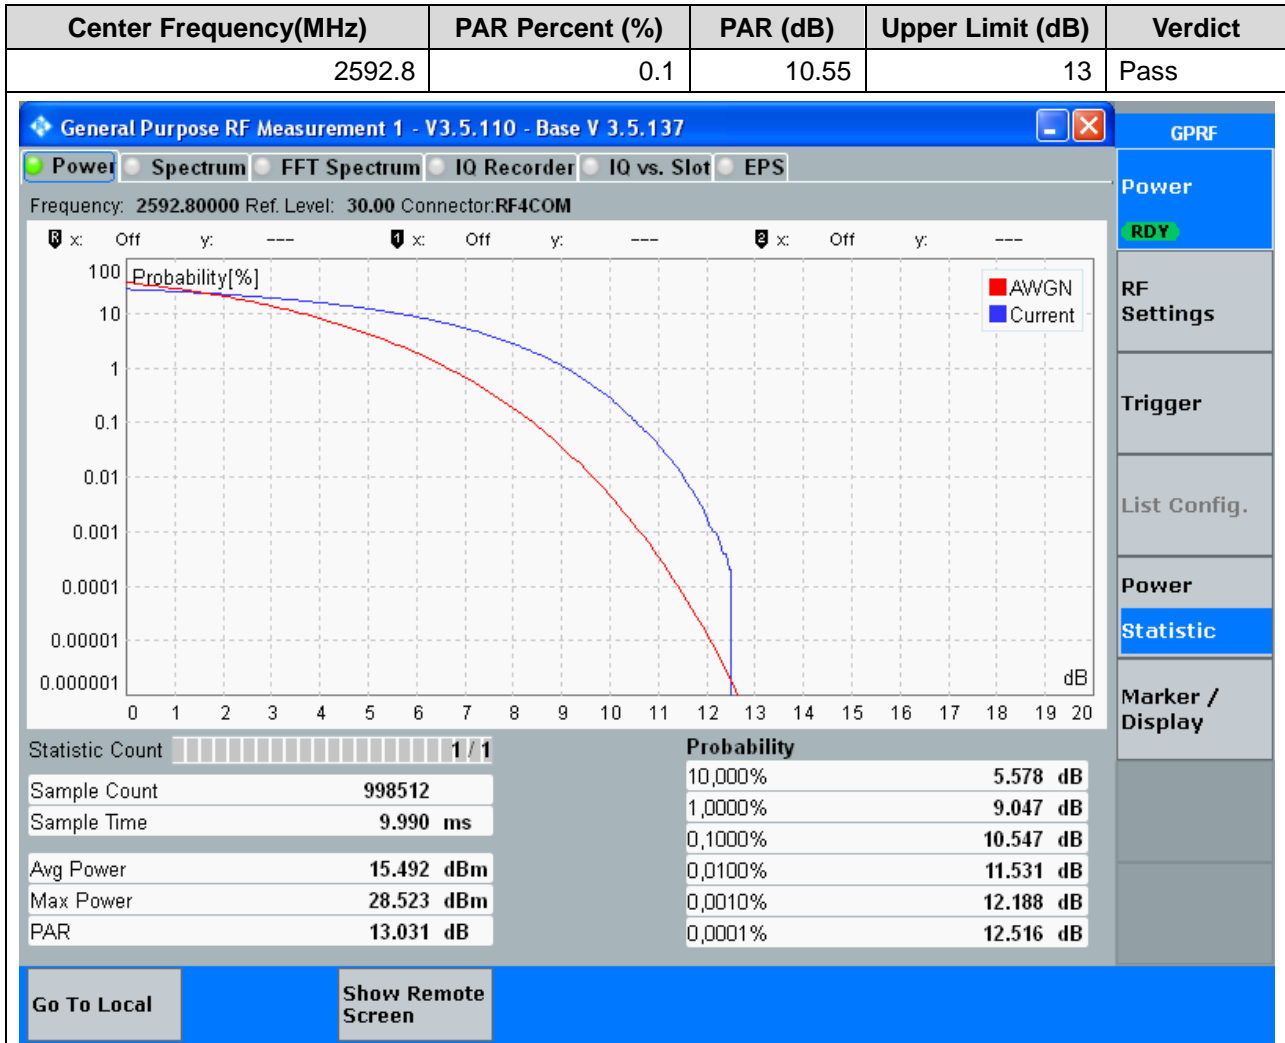 Center Frequency(MHz) PAR Percent (%) PAR (dB) Upper Limit (dB) Verdict
2592.8 0.1 10.55 13 Pass
General Purpose RF Measurement 1 - V3.5.110 - Base V 3.5.137
GPRF
Power Spectrum FFT Spectrum IQ Recorder IQ vs. Slot EPS
Power
RDY
Frequency: 2592.80000 Ref. Level: 30.00 Connector:RF4COM
R x: Off y: --- 1 x: Off y: --- 2 x: Off y: ---
Probability[%]
AWGN
Current
100
10
1
0.1
0.01
0.001
0.0001
0.00001
0.000001
dB
0 1 2 3 4 5 6 7 8 9 10 11 12 13 14 15 16 17 18 19 20
RF
Settings
Trigger
List Config.
Power
Statistic
Marker /
Display
Statistic Count 1 / 1
Sample Count 998512
Sample Time 9.990 ms
Avg Power 15.492 dBm
Max Power 28.523 dBm
PAR 13.031 dB
Probability
10,000% 5.578 dB
1,0000% 9.047 dB
0,1000% 10.547 dB
0,0100% 11.531 dB
0,0010% 12.188 dB
0,0001% 12.516 dB
Go To Local
Show Remote
Screen